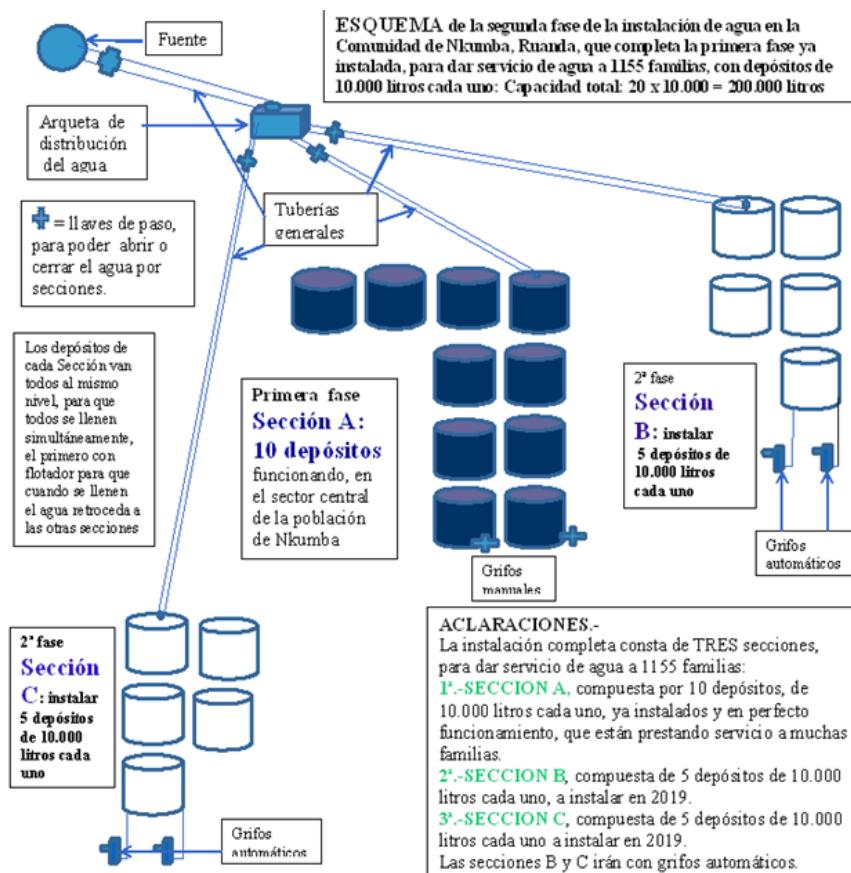 Fuente
ESQUEMA de la segunda fase de la instalación de agua en la
Comunidad de Nkumba, Ruanda, que completa la primera fase ya
instalada, para dar servicio de agua a 1155 familias, con depósitos de
10.000 litros cada uno: Capacidad total: 20 x 10.000 = 200.000 litros
Arqueta de
distribución
del agua
Tuberías
generales
= llaves de paso,
para poder abrir o
cerrar el agua por
secciones.
Los depósitos de
cada Sección van
todos al mismo
nivel, para que
todos se llenen
simultáneamente,
el primero con
flotador para que
cuando se llenen
el agua retroceda a
las otras secciones
Primera fase
Sección A:
10 depósitos
funcionando, en
el sector central
de la población
de Nkumba
2ª fase
Sección
B: instalar
5 depósitos de
10.000 litros
cada uno
Grifos
automáticos
Grifos
manuales
2ª fase
Sección
C: instalar
5 depósitos
de 10.000
litros cada
uno
Grifos
automáticos
ACLARACIONES.-
La instalación completa consta de TRES secciones,
para dar servicio de agua a 1155 familias:
1ª.-SECCION A, compuesta por 10 depósitos, de
10.000 litros cada uno, ya instalados y en perfecto
funcionamiento, que están prestando servicio a muchas
familias.
2ª.-SECCION B, compuesta de 5 depósitos de 10.000
litros cada uno, a instalar en 2019.
3ª.-SECCION C, compuesta de 5 depósitos de 10.000
litros cada uno a instalar en 2019.
Las secciones B y C irán con grifos automáticos.